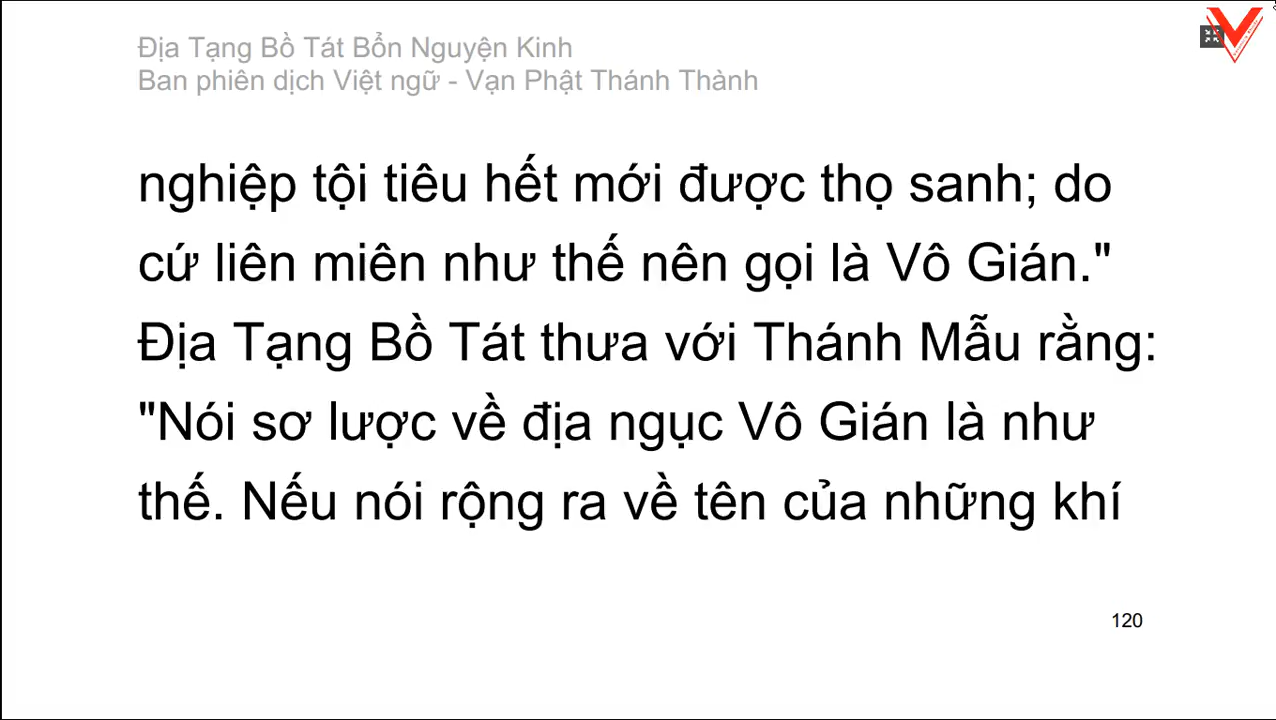 Địa Tạng Bồ Tát Bổn Nguyện Kinh
Ban phiên dịch Việt ngữ - Vạn Phật Thánh Thành
nghiệp tội tiêu hết mới được thọ sanh; do
cứ liên miên như thế nên gọi là Vô Gián."
Địa Tạng Bồ Tát thưa với Thánh Mẫu rằng:
"Nói sơ lược về địa ngục Vô Gián là như
thế. Nếu nói rộng ra về tên của những khí
120